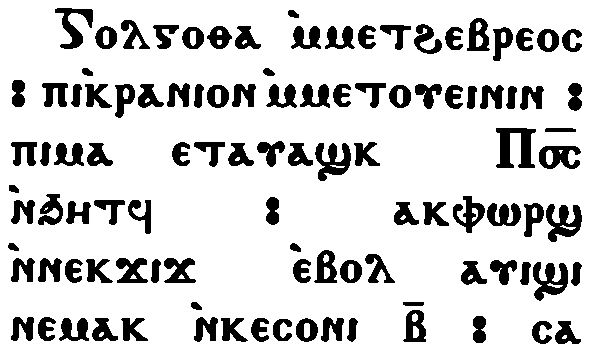 Ⲅⲟⲗⲅⲟⲑⲁ ⲙ̀ⲙⲉⲧϩⲉⲃⲣⲉⲟⲥ
: ⲡⲓⲕ̀ⲣⲁⲛⲓⲟⲛ ⲙ̀ⲙⲉⲧⲟⲩⲉⲓⲛⲓⲛ :
ⲡⲓⲙⲁ ⲉⲧⲁⲩⲁϣⲕ Ⲡⲟ̅ⲥ̅
ⲛ̀ϧⲏⲧϥ : ⲁⲕⲫⲱⲣϣ
ⲛ̀ⲛⲉⲕϫⲓϫ ⲉ̀ⲃⲟⲗ ⲁⲩⲓϣⲓ
ⲛⲉⲙⲁⲕ ⲛ̀ⲕⲉⲥⲟⲛⲓ ⲃ̅ : ⲥⲁ